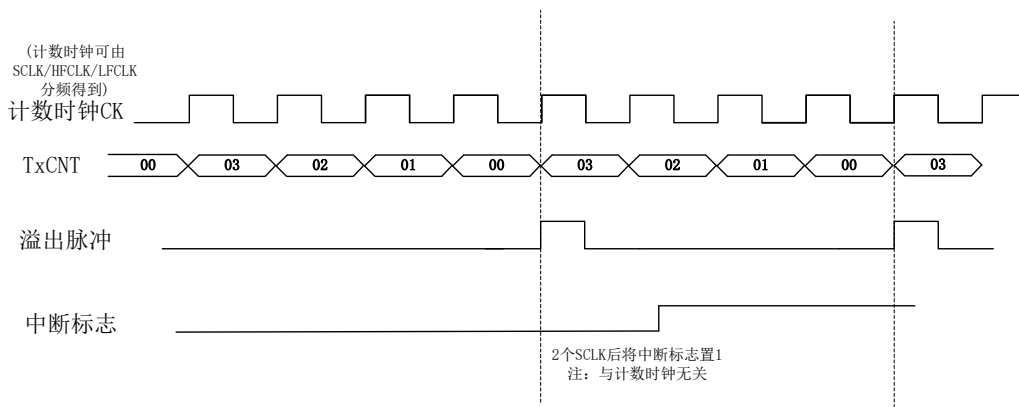 (计数时钟可由
SCLK/HFCLK/LFCLK
分频得到)
计数时钟CK
TxCNT
00 03 02 01 00 03 02 01 00 03
溢出脉冲
中断标志
2个SCLK后将中断标志置1
注：与计数时钟无关